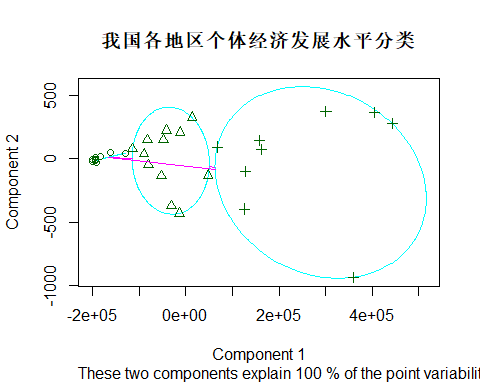 我国各地区个体经济发展水平分类
500
0
-500
-1000
Component 2
-2e+05 0e+00 2e+05 4e+05
Component 1
These two components explain 100 % of the point variabilit